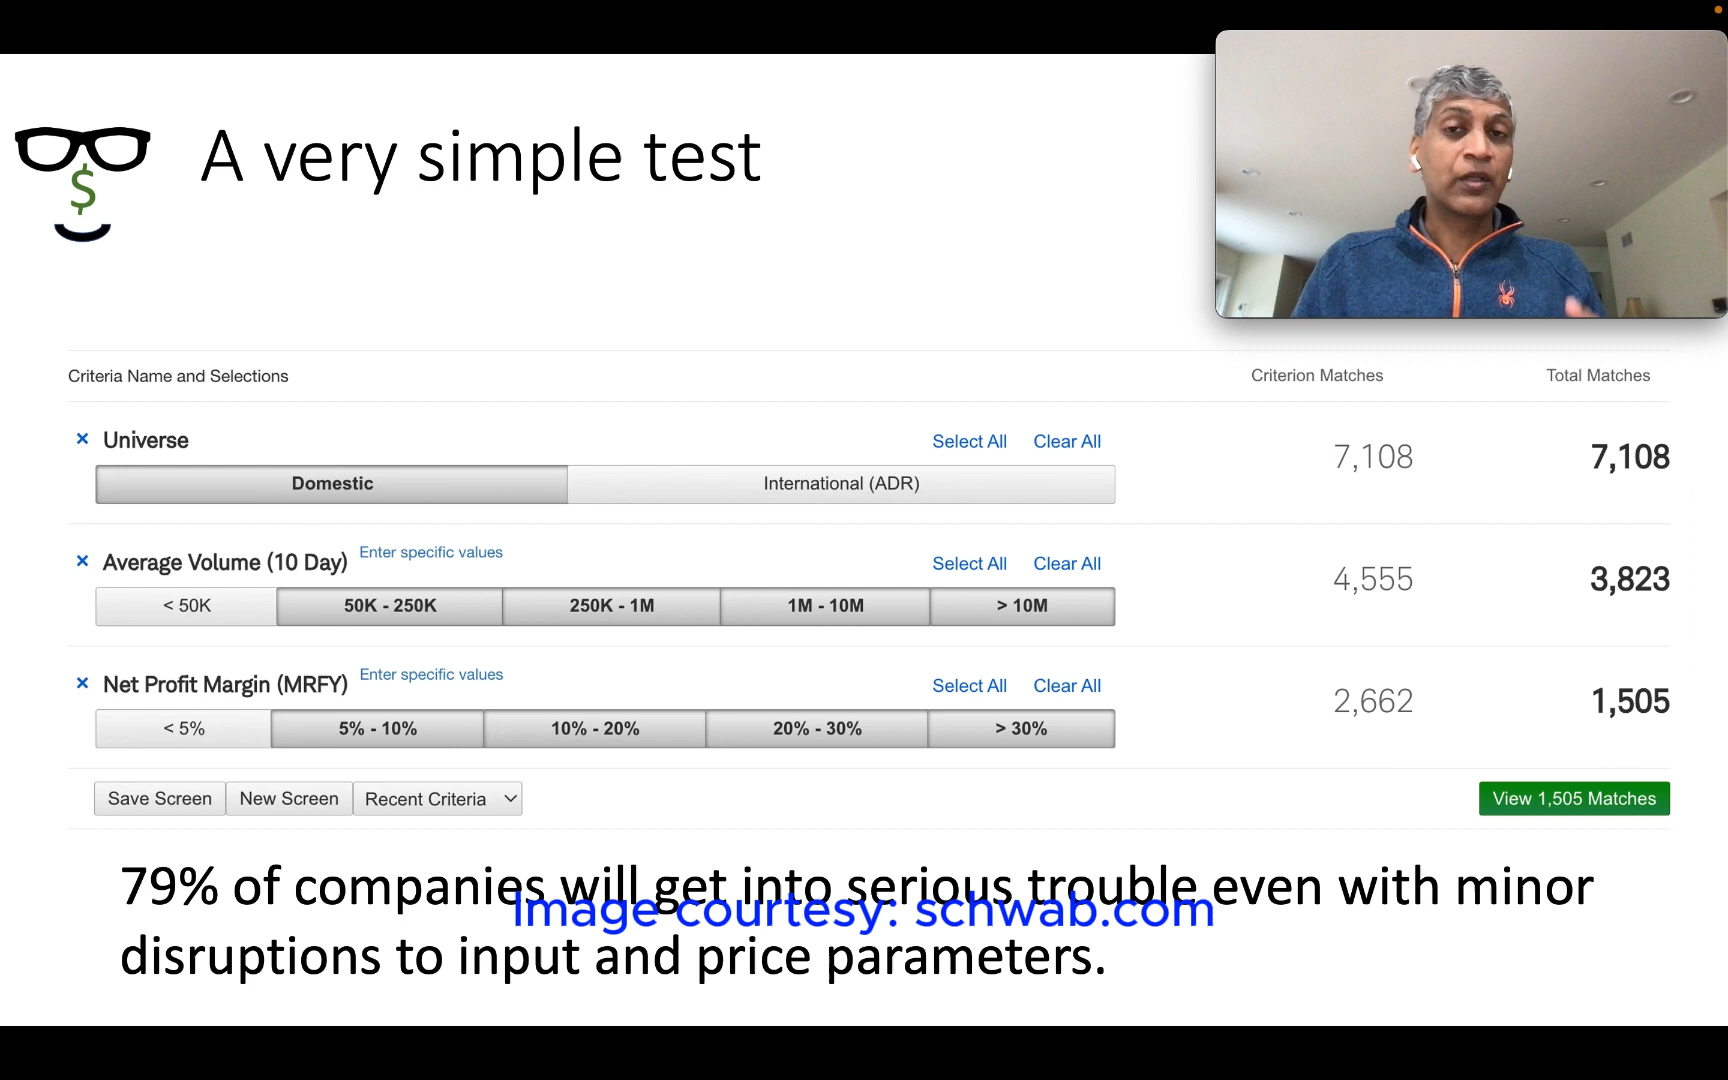 $
A very simple test
Criteria Name and Selections Criterion Matches Total Matches
× Universe Select All Clear All 7,108 7,108
Domestic International (ADR)
× Average Volume (10 Day) Enter specific values Select All Clear All 4,555 3,823
< 50K 50K - 250K 250K - 1M 1M - 10M > 10M
× Net Profit Margin (MRFY) Enter specific values Select All Clear All 2,662 1,505
< 5% 5% - 10% 10% - 20% 20% - 30% > 30%
Save Screen New Screen Recent Criteria View 1,505 Matches
79% of companies will get into serious trouble even with minor
Image courtesy: schwab.com
disruptions to input and price parameters.